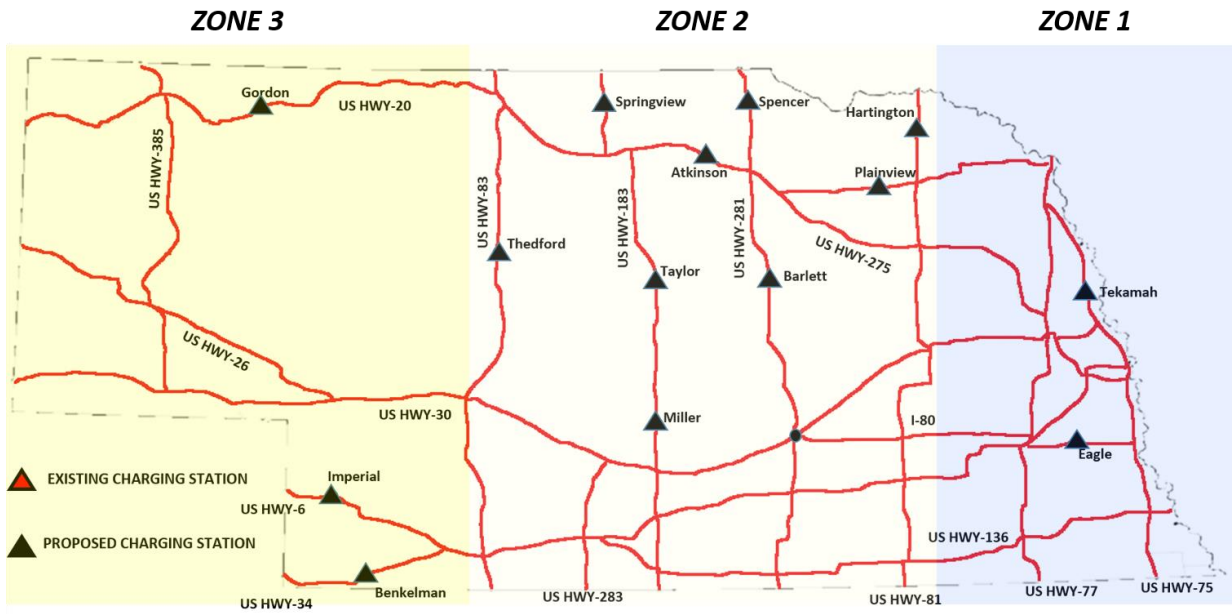 ZONE 3
ZONE 2
ZONE 1
Gordon
US HWY-20
Springview
Spencer
Hartington
US HWY-385
US HWY-83
US HWY-183
Atkinson
Plainview
US HWY-281
Thedford
US HWY-275
Taylor
Barlett
Tekamah
US HWY-26
US HWY-30
Miller
I-80
Eagle
EXISTING CHARGING STATION
Imperial
US HWY-6
PROPOSED CHARGING STATION
US HWY-136
Benkelman
US HWY-34
US HWY-283
US HWY-81
US HWY-77
US HWY-75